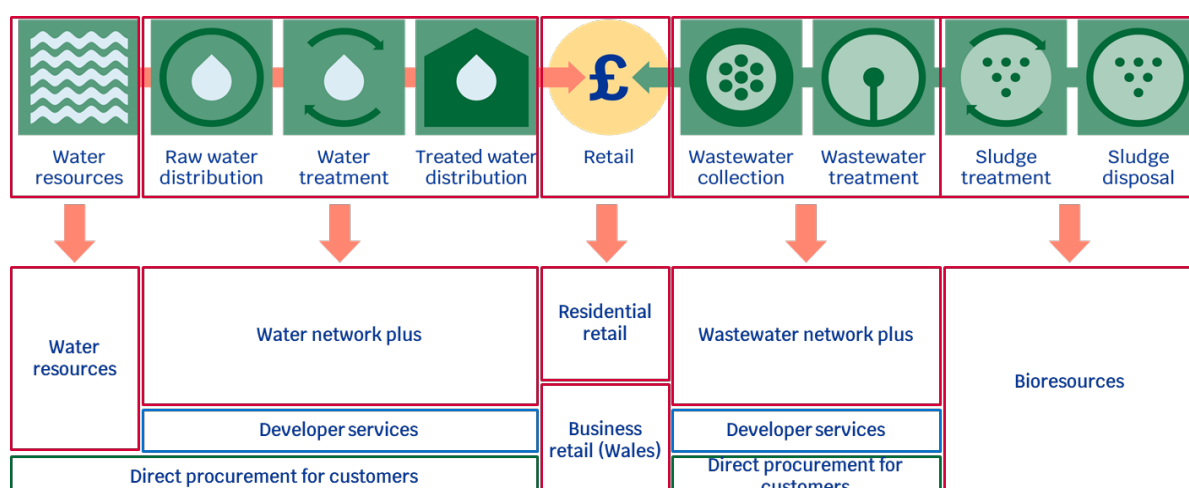 £
Water
resources
Raw water
distribution
Water
treatment
Treated water
distribution
Retail
Wastewater
collection
Wastewater
treatment
Sludge
treatment
Sludge
disposal
Water
resources
Water network plus
Residential
retail
Wastewater network plus
Bioresources
Developer services
Business
retail (Wales)
Developer services
Direct procurement for customers
Direct procurement for
customers